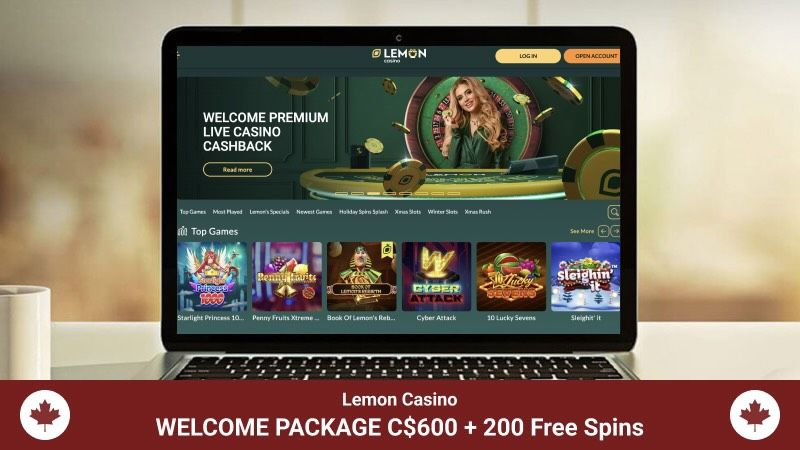 LEMON
casino
LOG IN
OPEN ACCOUNT
WELCOME PREMIUM
LIVE CASINO
CASHBACK
Read more
Top Games Most Played Lemon's Specials Newest Games Holiday Spins Splash Xmas Slots Winter Slots Xmas Rush
Top Games
See More
Starlight
Princess
1000
Penny Fruits
BOOK OF
LEMON'S REBIRTH
CYBER
ATTACK
10 Lucky
SEVENS
Sleighin'
it
Starlight Princess 10...
Penny Fruits Xtreme ...
Book Of Lemon's Reb...
Cyber Attack
10 Lucky Sevens
Sleighin' it
Lemon Casino
WELCOME PACKAGE C$600 + 200 Free Spins